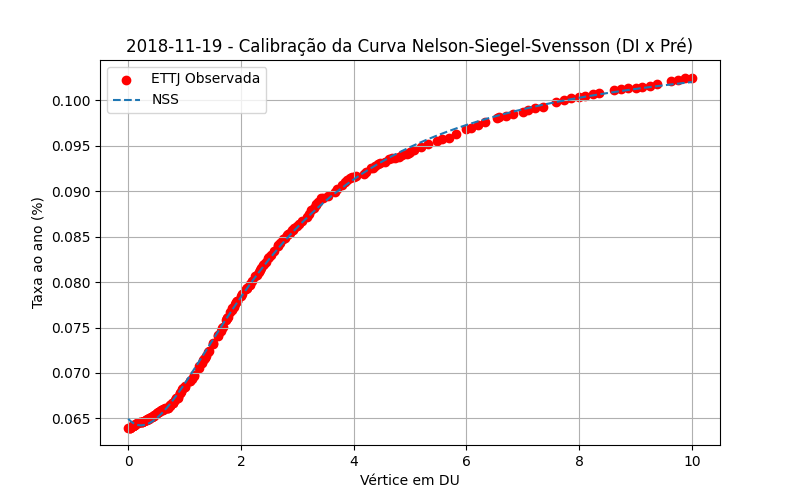 2018-11-19 - Calibração da Curva Nelson-Siegel-Svensson (DI x Pré)
ETTJ Observada
NSS
Taxa ao ano (%)
0.100
0.095
0.090
0.085
0.080
0.075
0.070
0.065
0 2 4 6 8 10
Vértice em DU